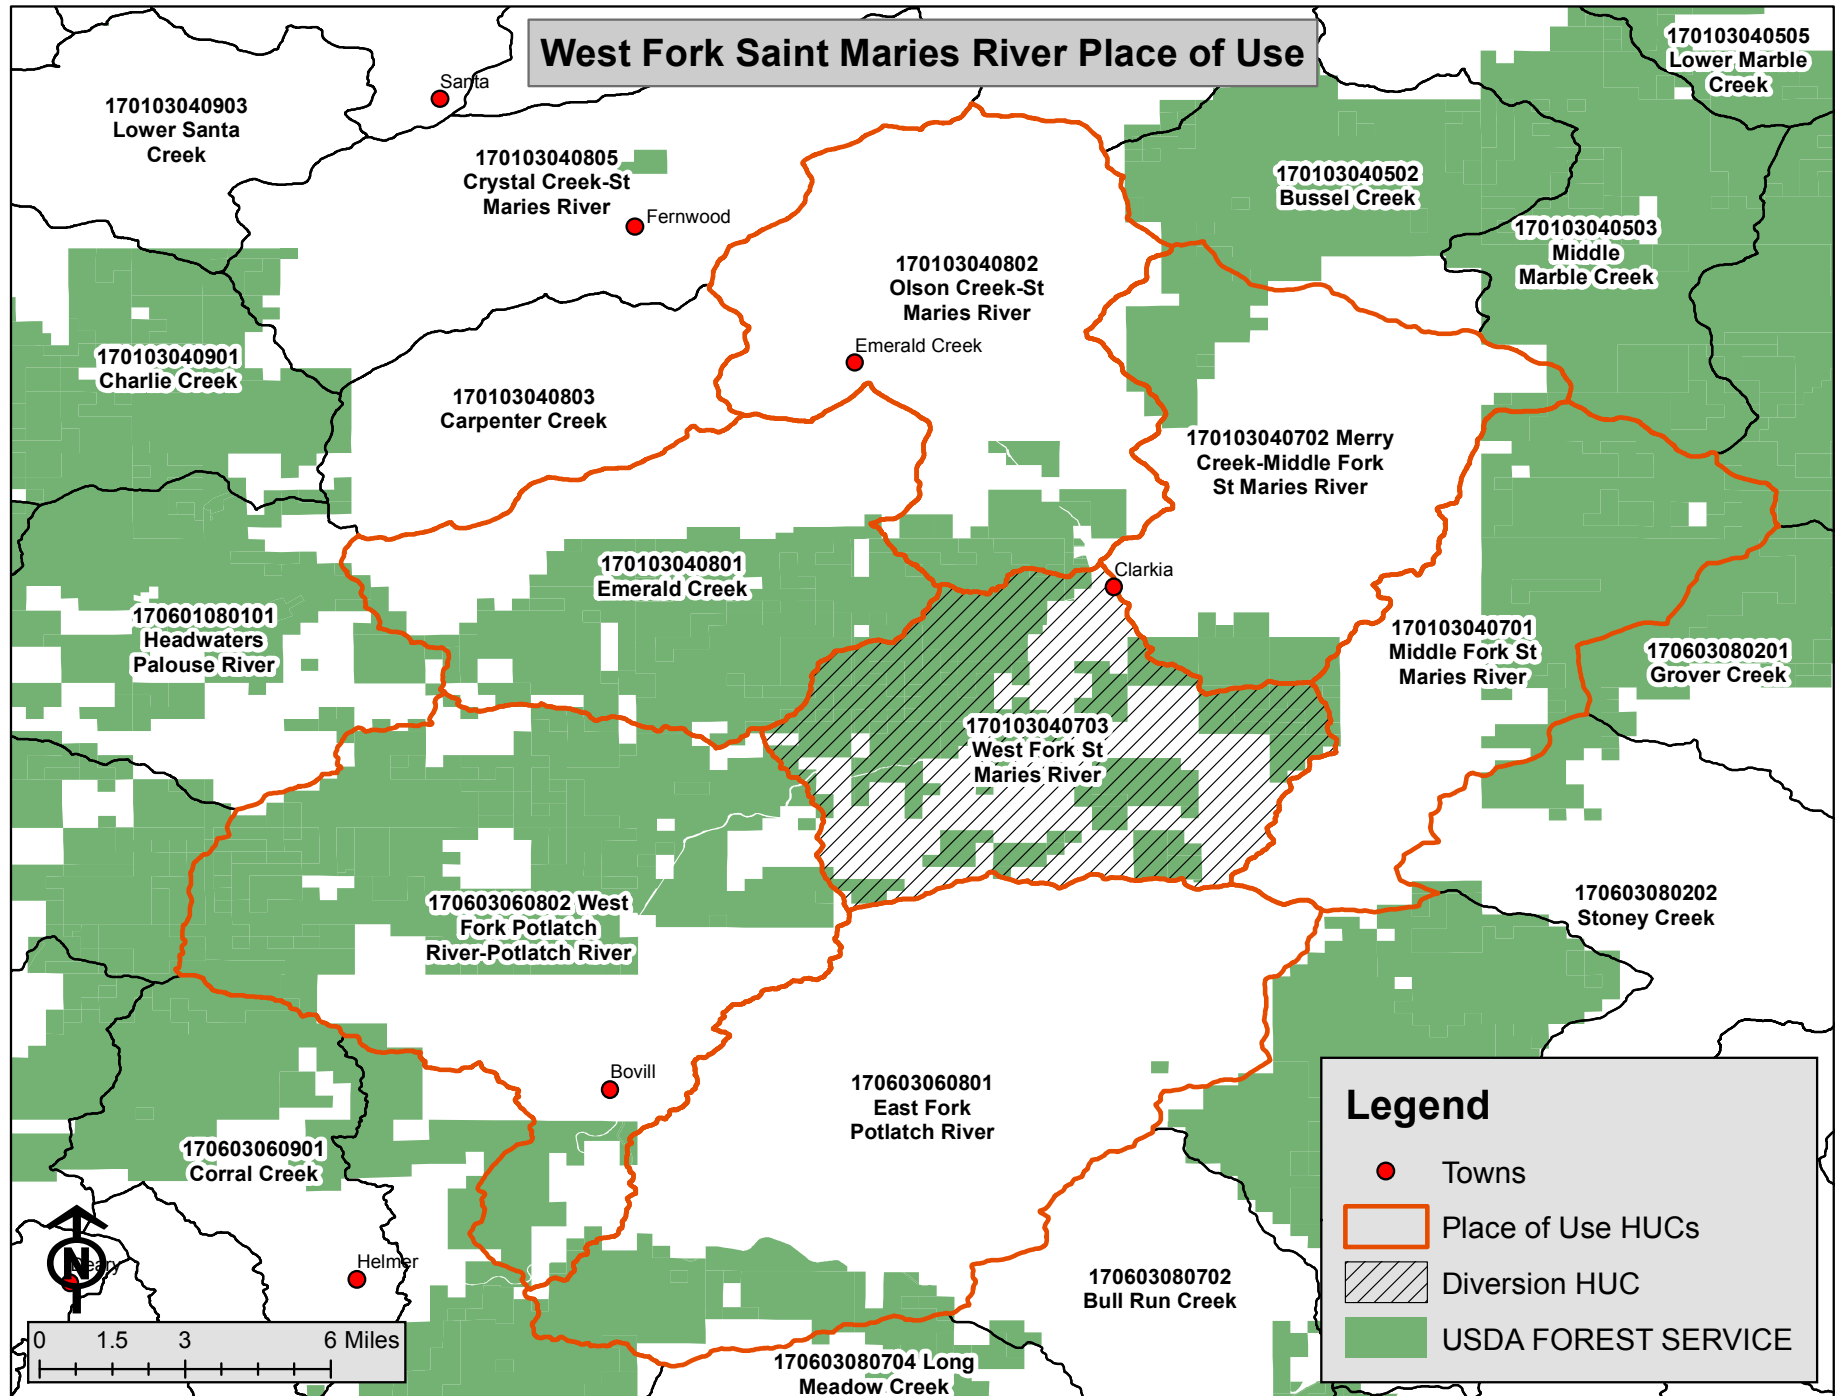 West Fork Saint Maries River Place of Use
170103040505
Lower Marble
Creek
Santa
170103040903
Lower Santa
Creek
170103040805
Crystal Creek-St
Maries River
Fernwood
170103040502
Bussel Creek
170103040503
Middle
Marble Creek
170103040802
Olson Creek-St
Maries River
Emerald Creek
170103040901
Charlie Creek
170103040803
Carpenter Creek
170103040702 Merry
Creek-Middle Fork
St Maries River
170103040801
Emerald Creek
Clarkia
170601080101
Headwaters
Palouse River
170103040701
Middle Fork St
Maries River
170603080201
Grover Creek
170103040703
West Fork St
Maries River
170603060802 West
Fork Potlatch
River-Potlatch River
170603080202
Stoney Creek
Bovill
170603060801
East Fork
Potlatch River
170603060901
Corral Creek
Helmer
Deary
N
170603080702
Bull Run Creek
170603080704 Long
Meadow Creek
0 1.5 3 6 Miles
Legend
Towns
Place of Use HUCs
Diversion HUC
USDA FOREST SERVICE